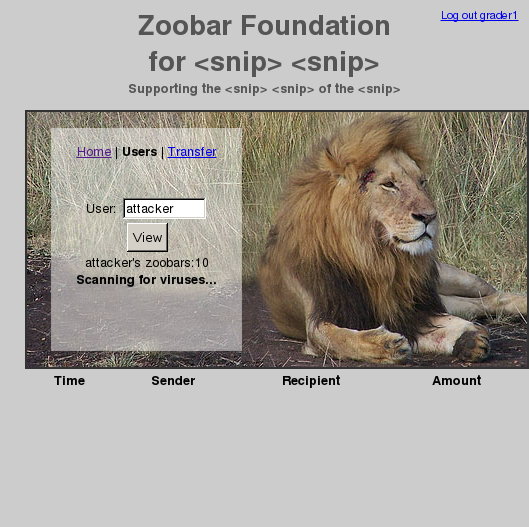 Log out grader1
Zoobar Foundation
for <snip> <snip>
Supporting the <snip> <snip> of the <snip>
Home | Users | Transfer
User: attacker
View
attacker's zoobars:10
Scanning for viruses...
Time Sender Recipient Amount